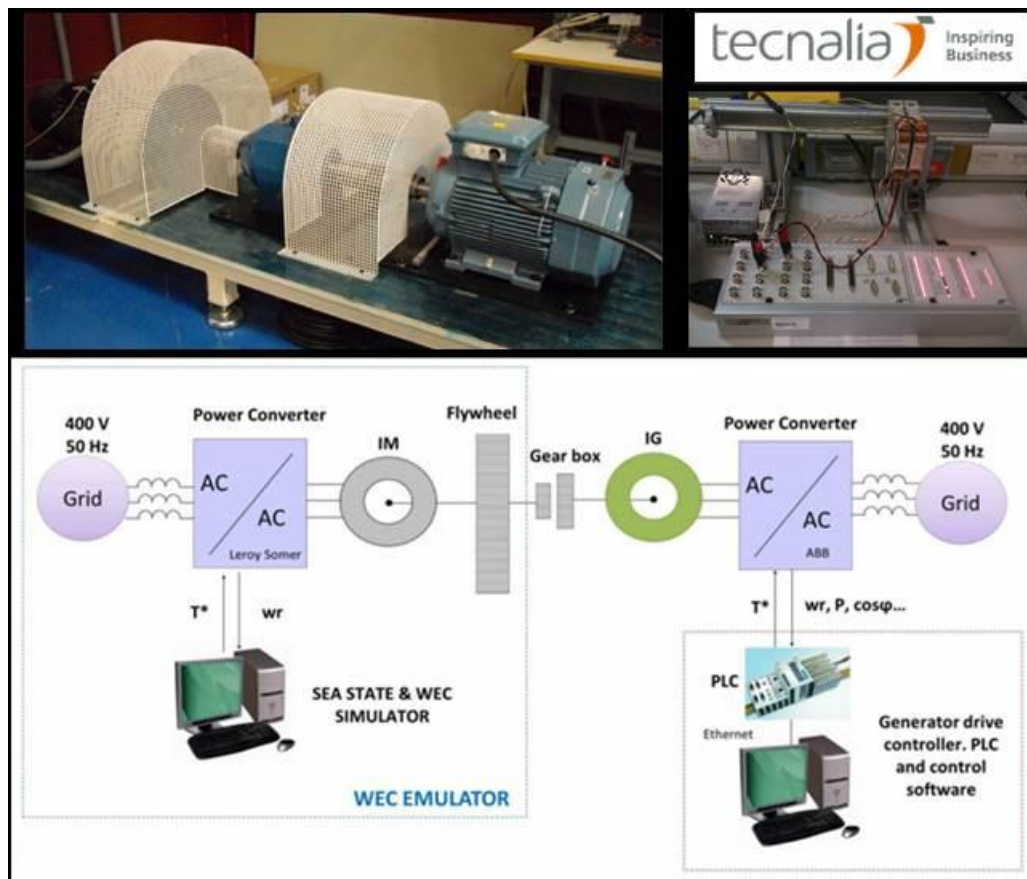 tecnalia Inspiring
Business
400 V
50 Hz
Grid
Power Converter
AC
AC
Leroy Somer
IM
Flywheel
Gear box
IG
Power Converter
AC
AC
ABB
400 V
50 Hz
Grid
T*
wr
SEA STATE & WEC
SIMULATOR
WEC EMULATOR
T*
wr, P, cosφ...
PLC
Ethernet
Generator drive
controller. PLC
and control
software